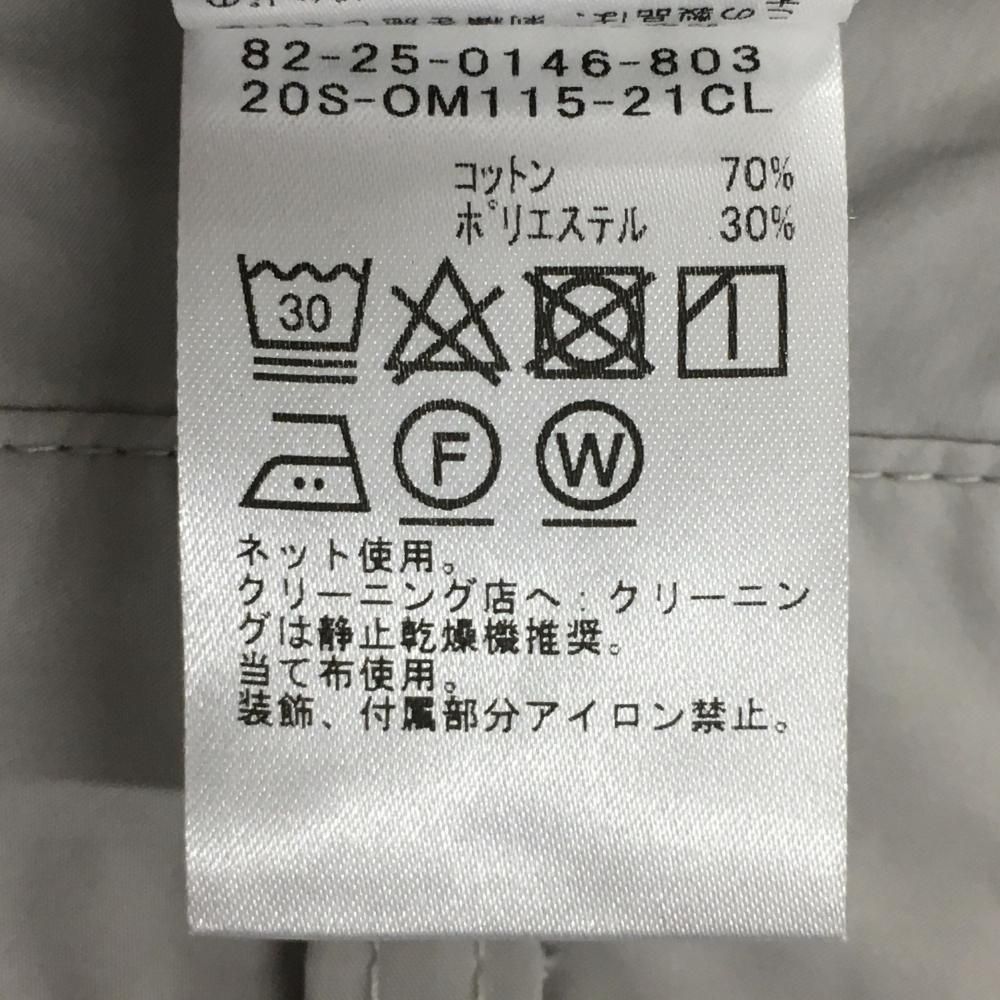 82-25-0146-803
20S-OM115-21CL
コットン 70%
ポリエステル 30%
30
F W
ネット使用。
クリーニング店へ:クリーニン
グは静止乾燥機推奨。
当て布使用。
装飾、付属部分アイロン禁止。